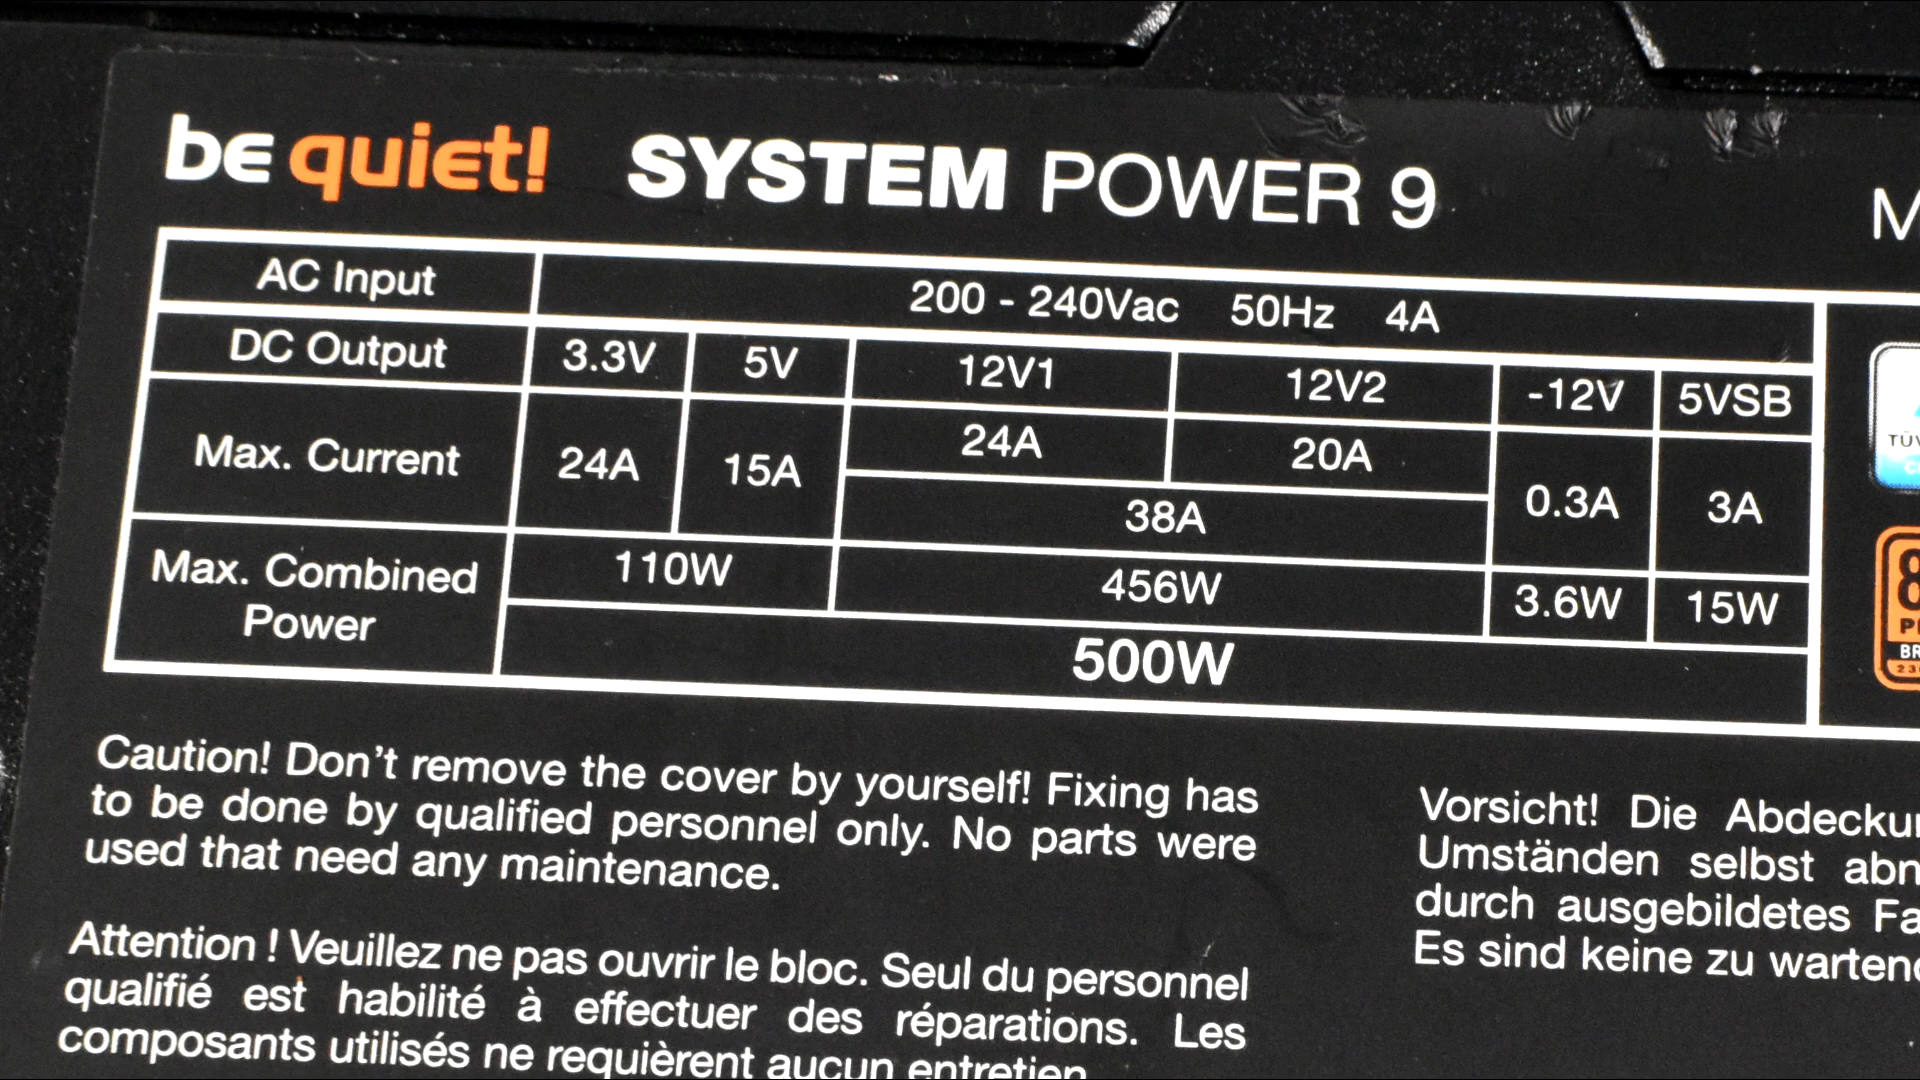 be quiet! SYSTEM POWER 9
AC Input 200 - 240Vac 50Hz 4A
DC Output 3.3V 5V 12V1 12V2 -12V 5VSB
Max. Current 24A 15A 24A 20A 0.3A 3A
38A
Max. Combined Power 110W 456W 3.6W 15W
500W
Caution! Don't remove the cover by yourself! Fixing has
to be done by qualified personnel only. No parts were
used that need any maintenance.
Attention ! Veuillez ne pas ouvrir le bloc. Seul du personnel
qualifié est habilité à effectuer des réparations. Les
composants utilisés ne requièrent aucun entretien
Vorsicht! Die
Umständen selbst
durch ausgebildetes
Es sind keine zu